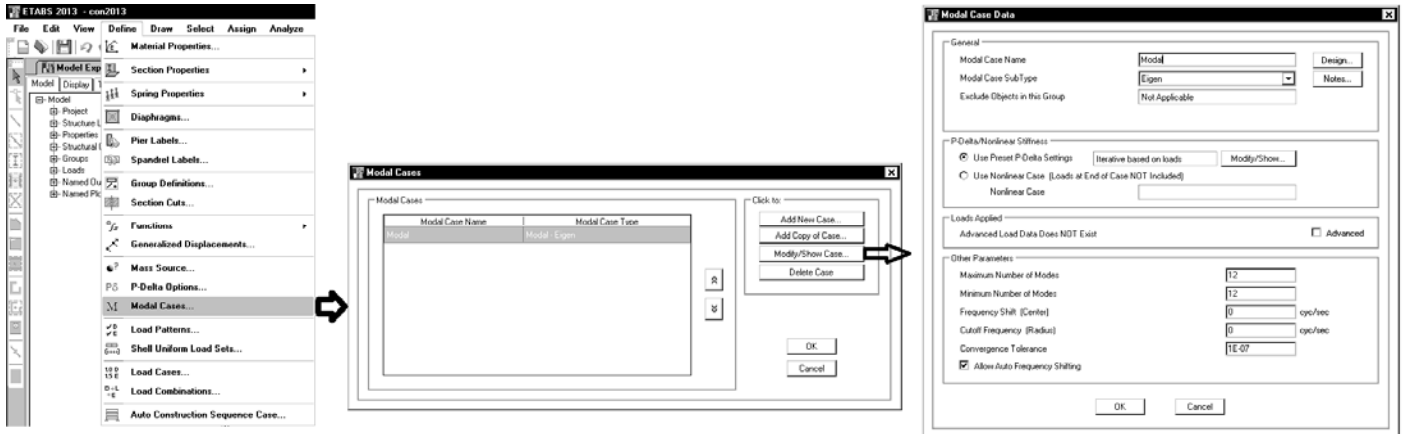 ETABS 2013 - con2013
File Edit View Define Draw Select Assign Analyze
Material Properties...
Model Exp
Section Properties
Model Display
Spring Properties
Model
Project
Diaphragms...
Structure L
Properties
Pier Labels...
Structural
Groups
Spandrel Labels...
Loads
Named Ou
Group Definitions...
Named Plo
Section Cuts...
Functions
Generalized Displacements...
Mass Source...
Pδ P-Delta Options...
M Modal Cases...
Load Patterns...
Shell Uniform Load Sets...
Load Cases...
Load Combinations...
Auto Construction Sequence Case...
Modal Cases
Modal Cases
Modal Case Name Modal Case Type
Modal Modal - Eigen
Click to:
Add New Case...
Add Copy of Case...
Modify/Show Case...
Delete Case
OK
Cancel
Modal Case Data
General
Modal Case Name Modal Design...
Modal Case SubType Eigen Notes...
Exclude Objects in this Group Not Applicable
P-Delta/Nonlinear Stiffness
Use Preset P-Delta Settings Iterative based on loads Modify/Show...
Use Nonlinear Case (Loads at End of Case NOT Included)
Nonlinear Case
Loads Applied
Advanced Load Data Does NOT Exist Advanced
Other Parameters
Maximum Number of Modes 12
Minimum Number of Modes 12
Frequency Shift (Center) 0 cyc/sec
Cutoff Frequency (Radius) 0 cyc/sec
Convergence Tolerance 1E-07
Allow Auto Frequency Shifting
OK Cancel